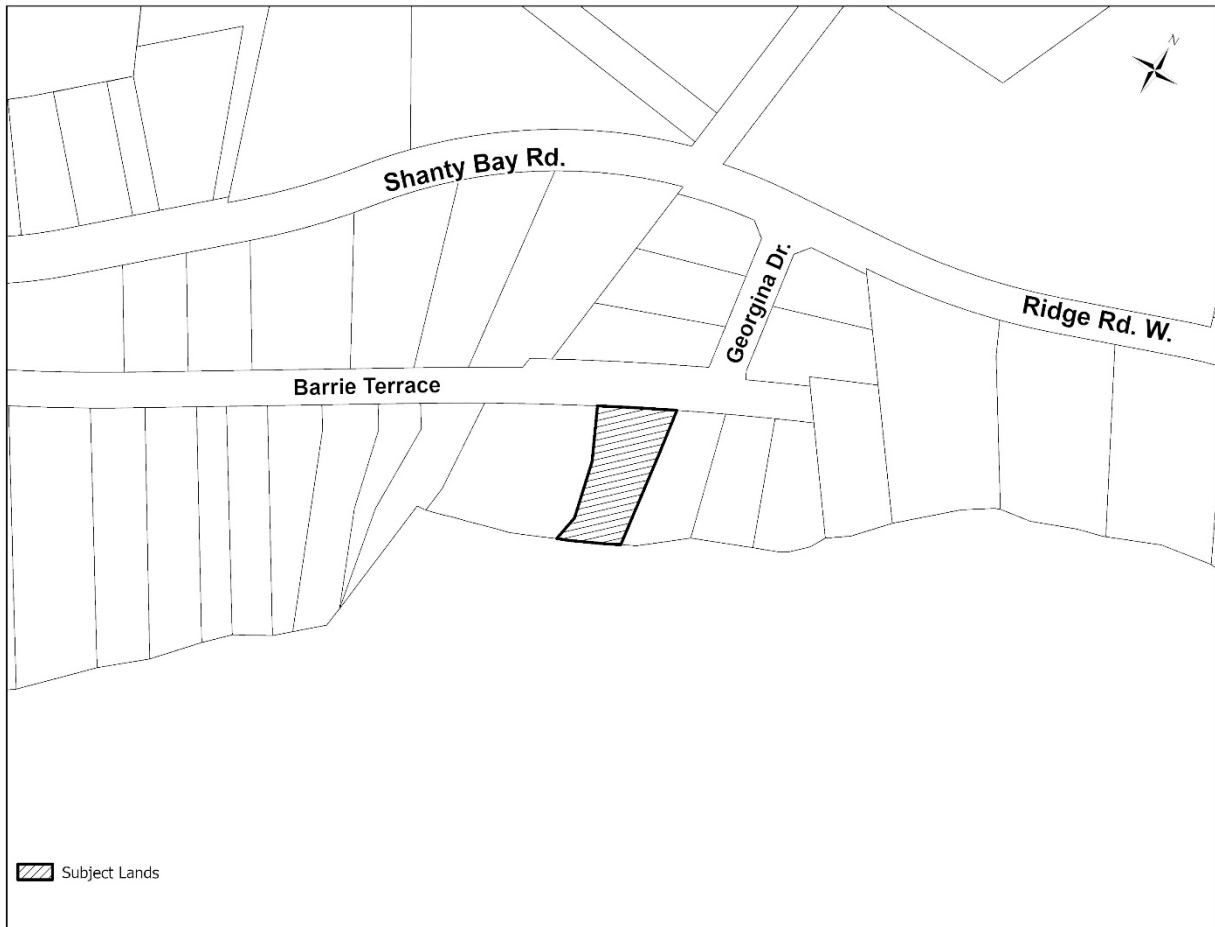 N
Shanty Bay Rd.
Georgina Dr.
Ridge Rd. W.
Barrie Terrace
Subject Lands